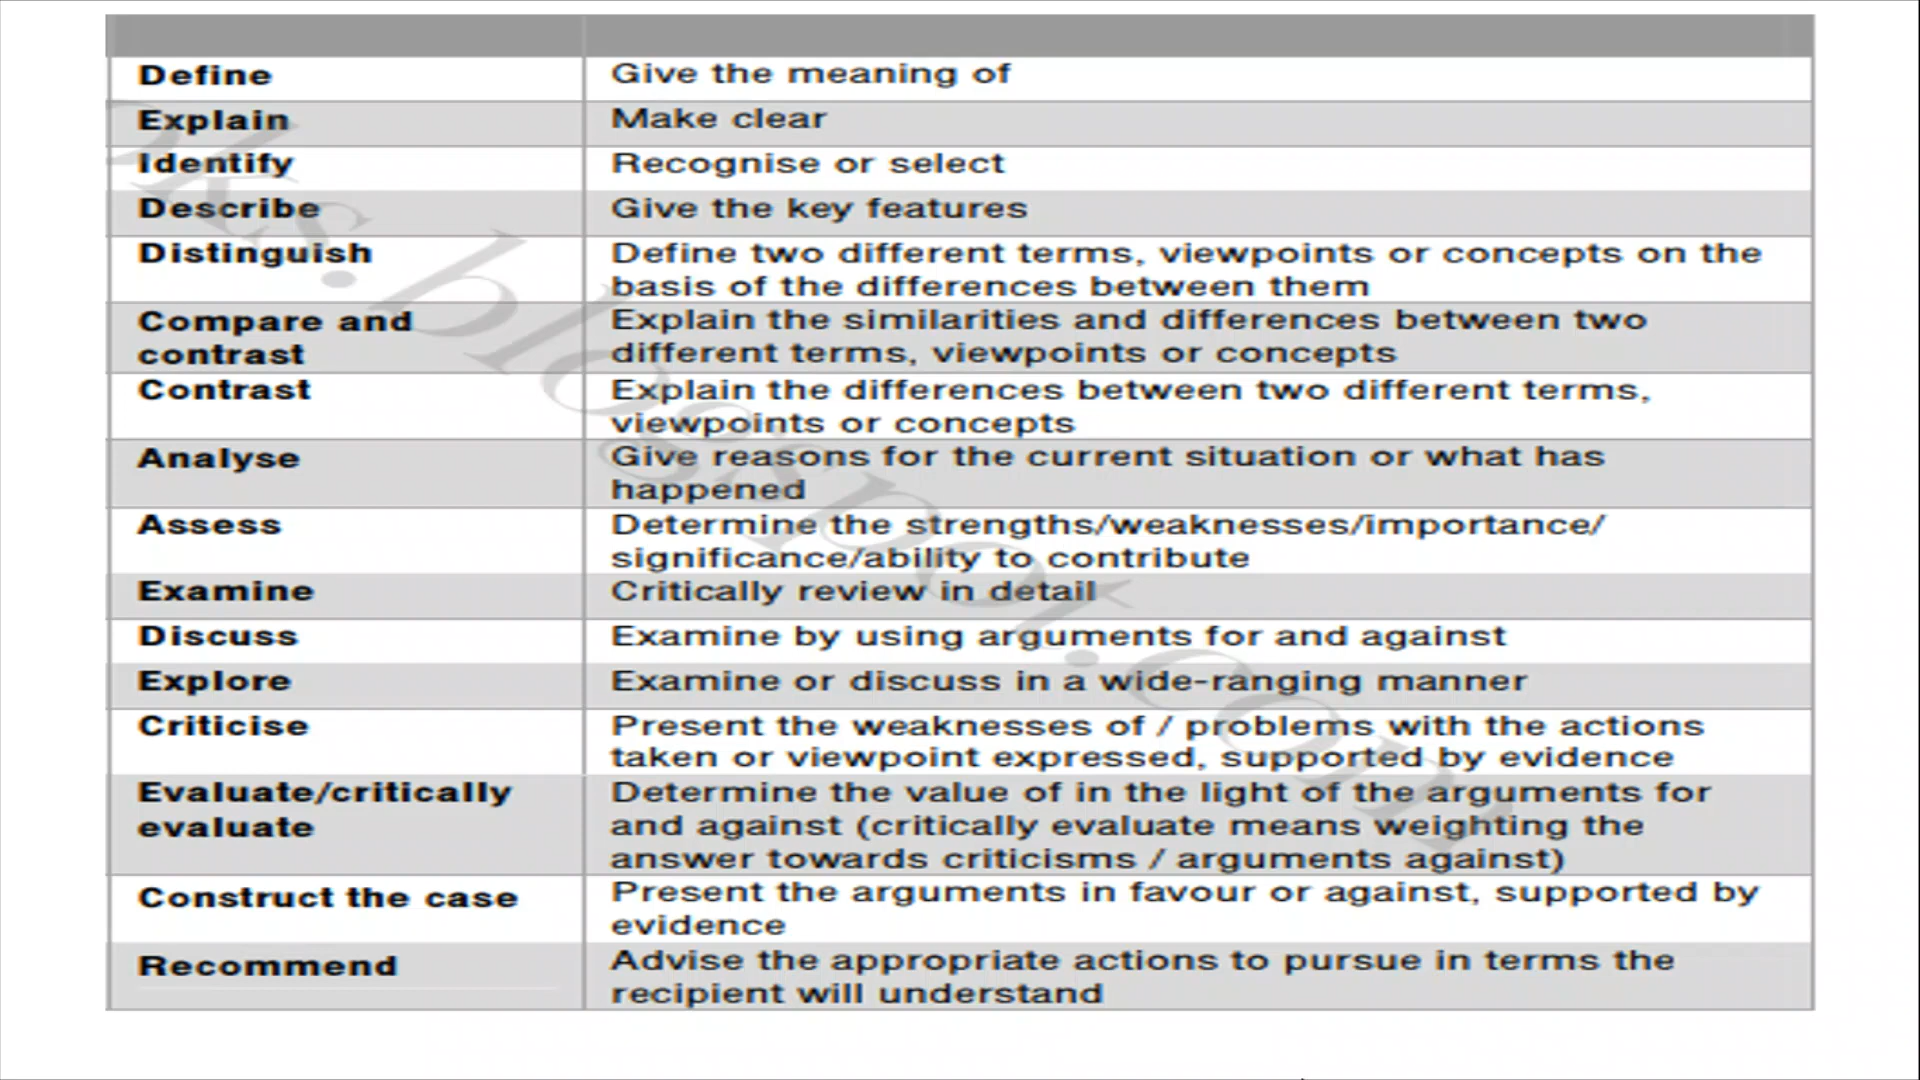 Define Give the meaning of
Explain Make clear
Identify Recognise or select
Describe Give the key features
Distinguish Define two different terms, viewpoints or concepts on the
basis of the differences between them
Compare and Explain the similarities and differences between two
contrast different terms, viewpoints or concepts
Contrast Explain the differences between two different terms,
viewpoints or concepts
Analyse Give reasons for the current situation or what has
happened
Assess Determine the strengths/weaknesses/importance/
significance/ability to contribute
Examine Critically review in detail
Discuss Examine by using arguments for and against
Explore Examine or discuss in a wide-ranging manner
Criticise Present the weaknesses of / problems with the actions
taken or viewpoint expressed, supported by evidence
Evaluate/critically Determine the value of in the light of the arguments for
evaluate and against (critically evaluate means weighting the
answer towards criticisms / arguments against)
Construct the case Present the arguments in favour or against, supported by
evidence
Recommend Advise the appropriate actions to pursue in terms the
recipient will understand
ks.blogspot.com